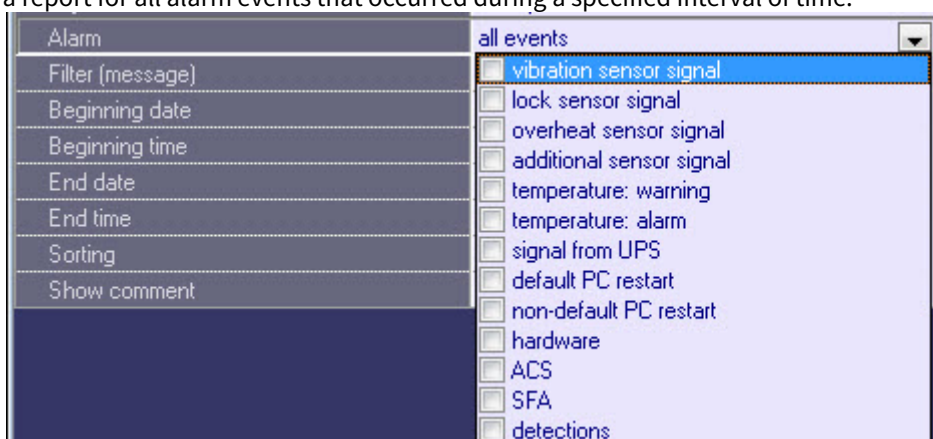 a report for all alarm events that occurred during a specified interval of time.
Alarm all events
Filter (message) vibration sensor signal
Beginning date lock sensor signal
Beginning time overheat sensor signal
End date additional sensor signal
End time temperature: warning
Sorting temperature: alarm
Show comment signal from UPS
default PC restart
non-default PC restart
hardware
ACS
SFA
detections